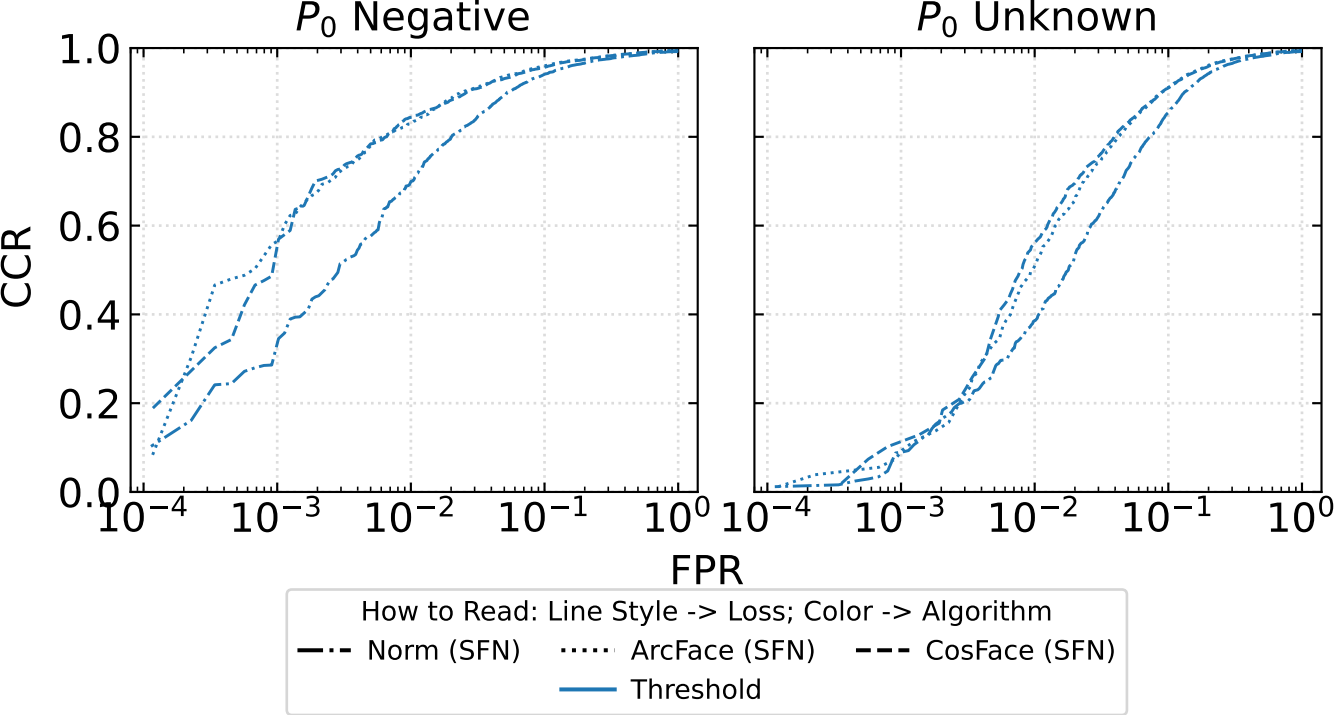 P₀ Negative
P₀ Unknown
CCR
1.0
0.8
0.6
0.4
0.2
0.0
10⁻⁴ 10⁻³ 10⁻² 10⁻¹ 10⁰
10⁻⁴ 10⁻³ 10⁻² 10⁻¹ 10⁰
FPR
How to Read: Line Style -> Loss; Color -> Algorithm
Norm (SFN) ArcFace (SFN) CosFace (SFN)
Threshold